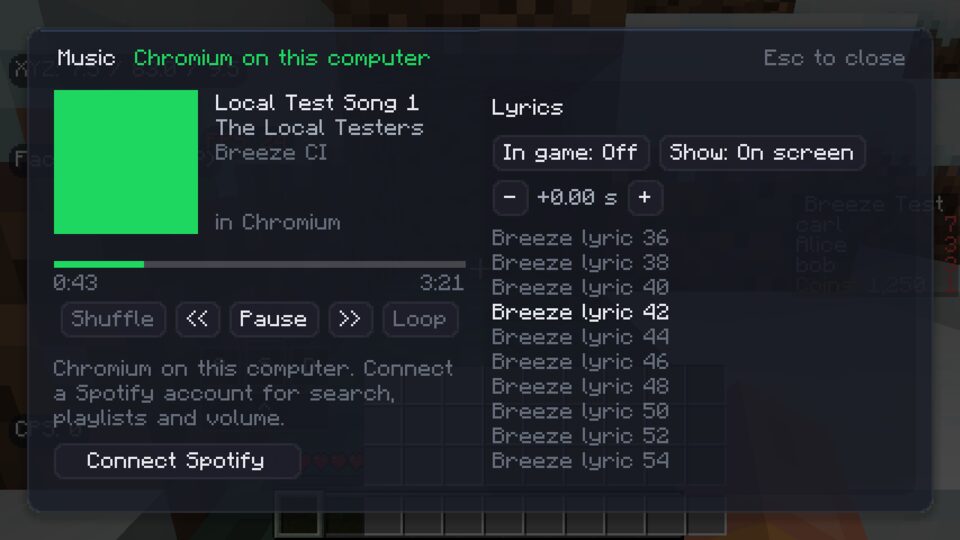 Music Chromium on this computer
Esc to close
Local Test Song 1
The Local Testers
Breeze CI
in Chromium
0:43
3:21
Shuffle
<<
Pause
>>
Loop
Chromium on this computer. Connect
a Spotify account for search,
playlists and volume.
Connect Spotify
Lyrics
In game: Off
Show: On screen
-
+0.00 s
+
Breeze lyric 36
Breeze lyric 38
Breeze lyric 40
Breeze lyric 42
Breeze lyric 44
Breeze lyric 46
Breeze lyric 48
Breeze lyric 50
Breeze lyric 52
Breeze lyric 54
Breeze Test
carl
Alice
bob
Coins: 1,250